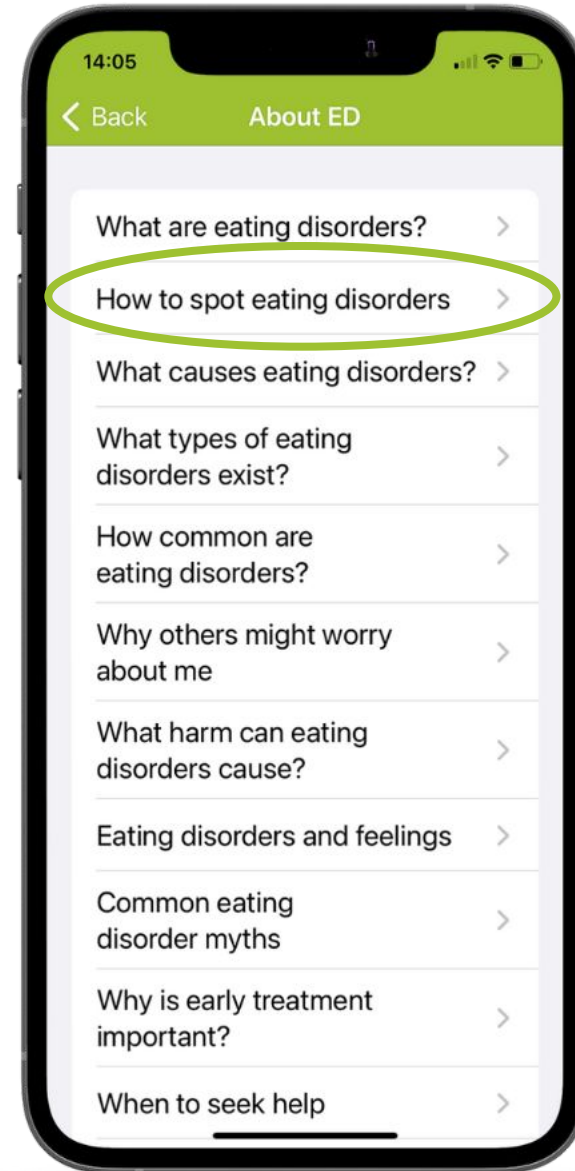 14:05
Back
About ED
What are eating disorders?
How to spot eating disorders
What causes eating disorders?
What types of eating
disorders exist?
How common are
eating disorders?
Why others might worry
about me
What harm can eating
disorders cause?
Eating disorders and feelings
Common eating
disorder myths
Why is early treatment
important?
When to seek help